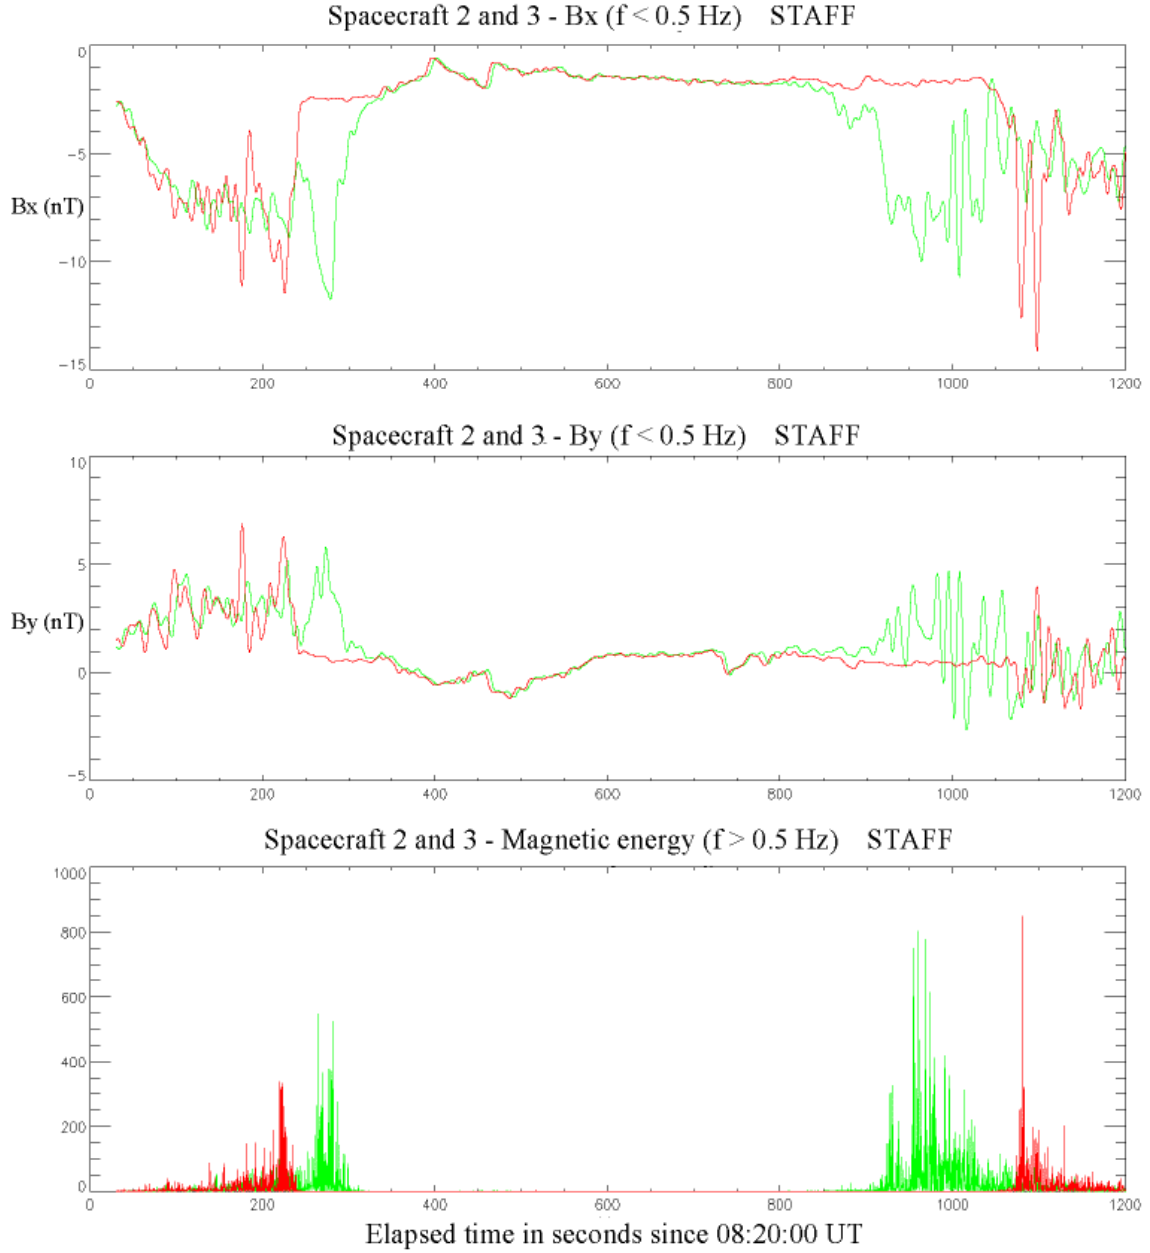 Spacecraft 2 and 3 - Bx (f < 0.5 Hz) STAFF
0
-5
Bx (nT)
-10
-15
0 200 400 600 800 1000 1200
Spacecraft 2 and 3 - By (f < 0.5 Hz) STAFF
10
5
By (nT)
0
-5
0 200 400 600 800 1000 1200
Spacecraft 2 and 3 - Magnetic energy (f > 0.5 Hz) STAFF
1000
800
600
400
200
0
0 200 400 600 800 1000 1200
Elapsed time in seconds since 08:20:00 UT